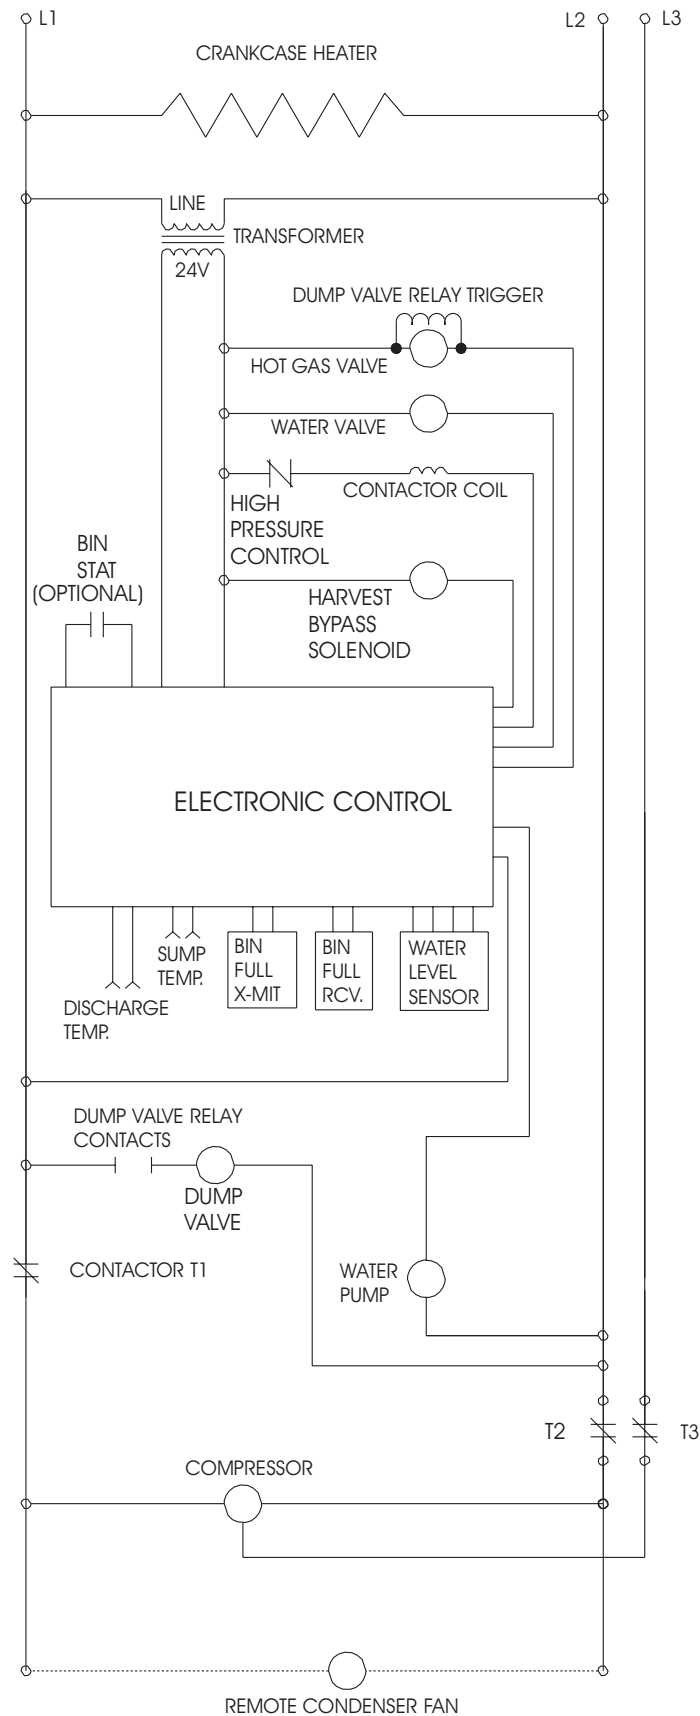 L1
L2
L3
CRANKCASE HEATER
LINE
TRANSFORMER
24V
DUMP VALVE RELAY TRIGGER
HOT GAS VALVE
WATER VALVE
CONTACTOR COIL
HIGH
PRESSURE
CONTROL
BIN
STAT
(OPTIONAL)
HARVEST
BYPASS
SOLENOID
ELECTRONIC CONTROL
DISCHARGE
TEMP.
SUMP
TEMP.
BIN
FULL
X-MIT
BIN
FULL
RCV.
WATER
LEVEL
SENSOR
DUMP VALVE RELAY
CONTACTS
DUMP
VALVE
CONTACTOR T1
WATER
PUMP
T2
T3
COMPRESSOR
REMOTE CONDENSER FAN